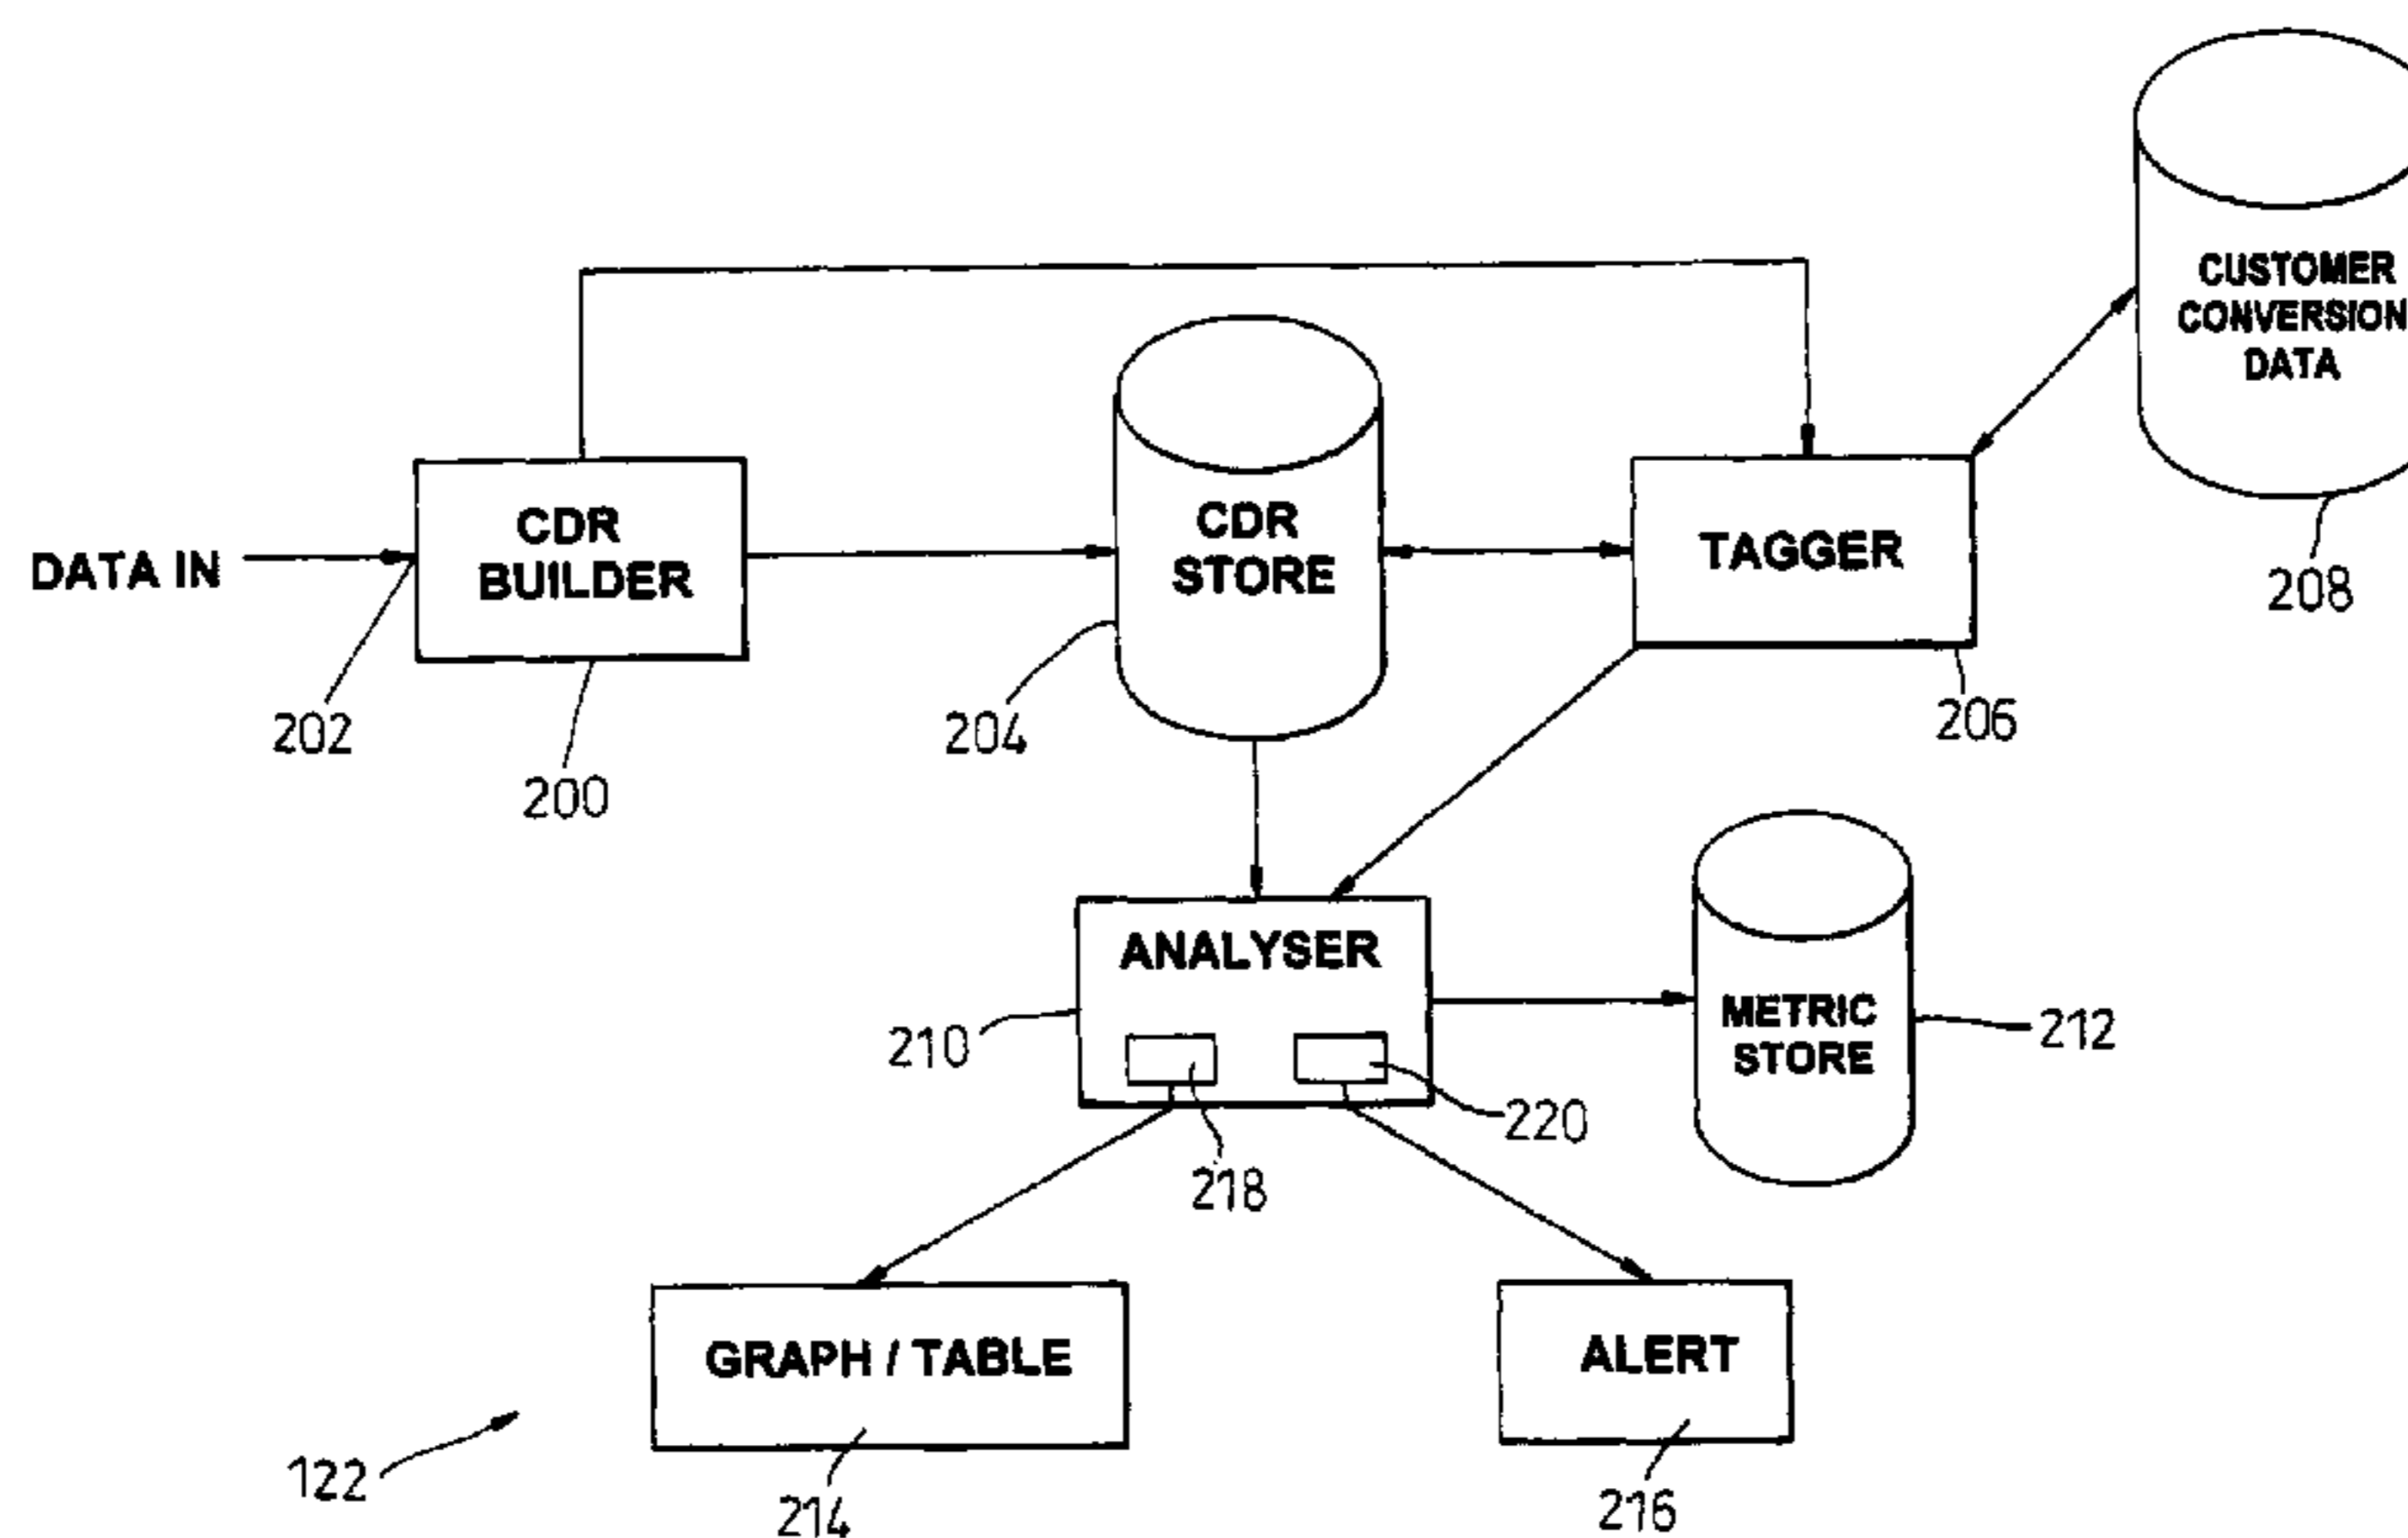 CUSTOMER
CONVERSION
DATA
208
DATA IN
202
CDR
BUILDER
200
CDR
STORE
204
TAGGER
206
ANALYSER
210
218
220
METRIC
STORE
212
GRAPH / TABLE
214
ALERT
216
122